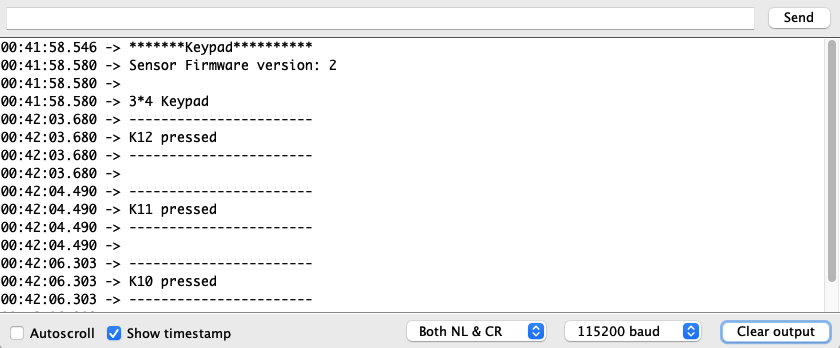 Send
00:41:58.546 -> *******Keypad**********
00:41:58.580 -> Sensor Firmware version: 2
00:41:58.580 ->
00:41:58.580 -> 3*4 Keypad
00:42:03.680 -> -----------------------
00:42:03.680 -> K12 pressed
00:42:03.680 -> -----------------------
00:42:03.680 ->
00:42:04.490 -> -----------------------
00:42:04.490 -> K11 pressed
00:42:04.490 -> -----------------------
00:42:04.490 ->
00:42:06.303 -> -----------------------
00:42:06.303 -> K10 pressed
00:42:06.303 -> -----------------------
Autoscroll Show timestamp Both NL & CR 115200 baud Clear output